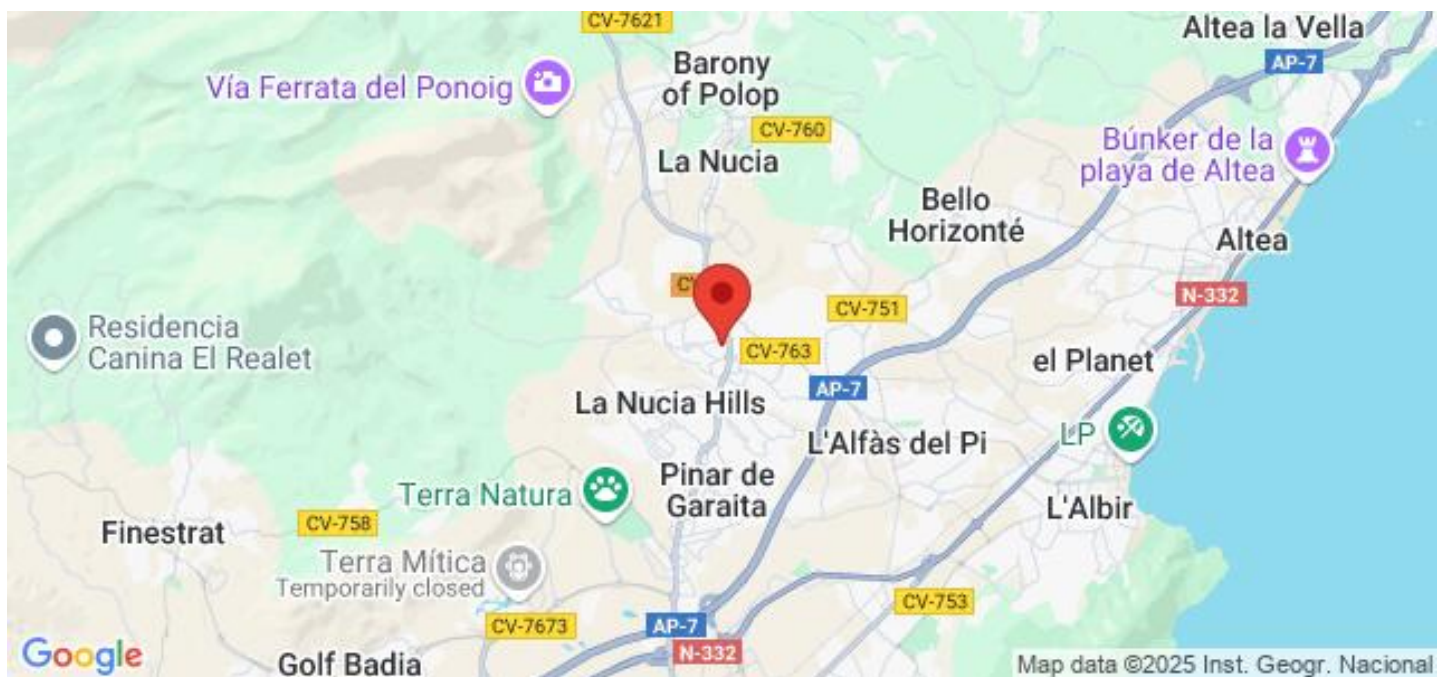 CV-7621
Altea la Vella
AP-7
Barony
of Polop
Vía Ferrata del Ponoig
CV-760
Búnker de la
playa de Altea
La Nucia
Bello
Horizonté
Altea
N-332
CV-751
Residencia
Canina El Realet
CV-763
el Planet
AP-7
La Nucia Hills
L'Alfàs del Pi
LP
Pinar de
Garaita
Terra Natura
L'Albir
Finestrat
CV-758
Terra Mítica
Temporarily closed
CV-753
CV-7673
AP-7
N-332
Google
Golf Badia
Map data ©2025 Inst. Geogr. Nacional